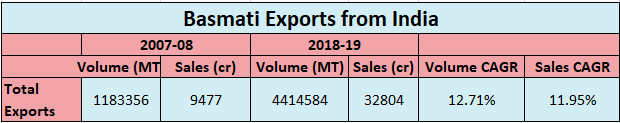 Basmati Exports from India
2007-08 2018-19
Volume (MT Sales (cr) Volume (MT) Sales (cr) Volume CAGR Sales CAGR
Total
Exports 1183356 9477 4414584 32804 12.71% 11.95%